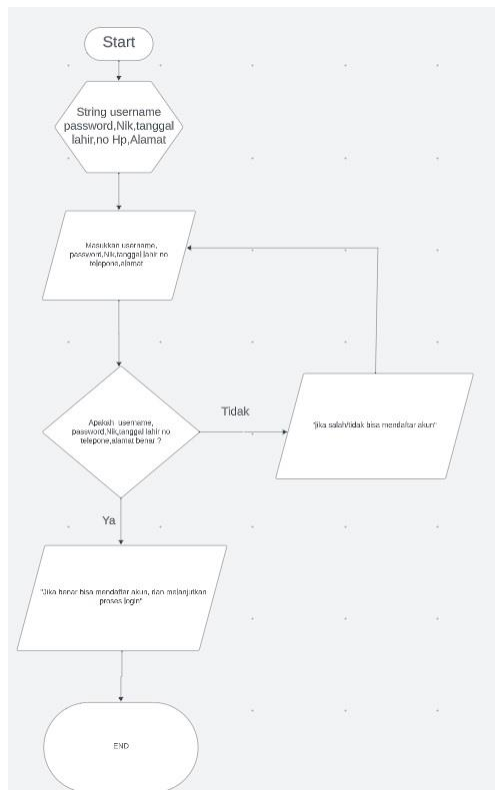 Start
String username
password,Nik,tanggal
lahir,no Hp,Alamat
Masukkan username,
password,Nik,tanggal lahir no
telepone,alamat
Apakah username,
password,Nik,tanggal lahir no
telepone,alamat benar ?
Tidak
"jika salah/tidak bisa mendaftar akun"
Ya
"Jika benar bisa mendafter akun, dan melanjutkan
proses login"
END